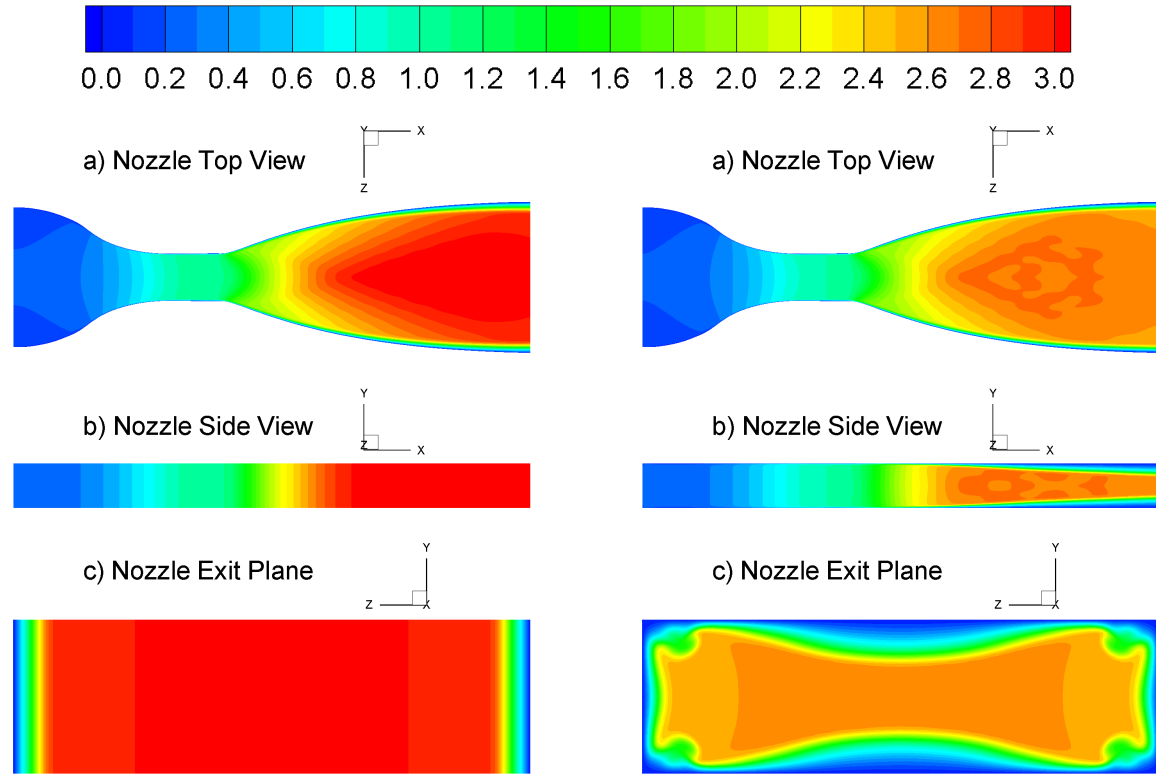 0.0 0.2 0.4 0.6 0.8 1.0 1.2 1.4 1.6 1.8 2.0 2.2 2.4 2.6 2.8 3.0
Y X
Z
a) Nozzle Top View
Y X
Z
a) Nozzle Top View
Y
Z X
b) Nozzle Side View
Y
Z X
b) Nozzle Side View
Y
Z X
c) Nozzle Exit Plane
Y
Z X
c) Nozzle Exit Plane